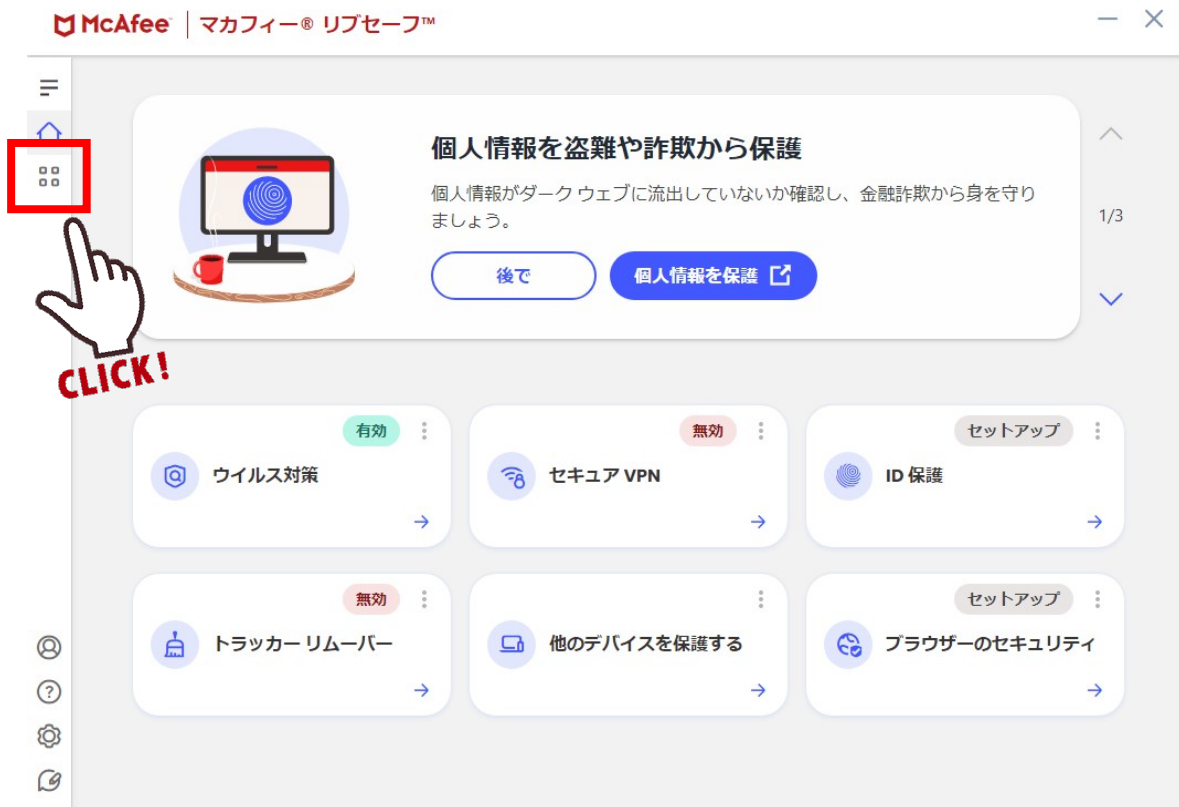 McAfee マカフィー® リブセーフ™
個人情報を盗難や詐欺から保護
個人情報がダーク ウェブに流出していないか確認し、金融詐欺から身を守り
ましょう。
1/3
後で
個人情報を保護
CLICK!
有効
ウイルス対策
無効
セキュア VPN
セットアップ
ID 保護
無効
トラッカー リムーバー
他のデバイスを保護する
セットアップ
ブラウザーのセキュリティ